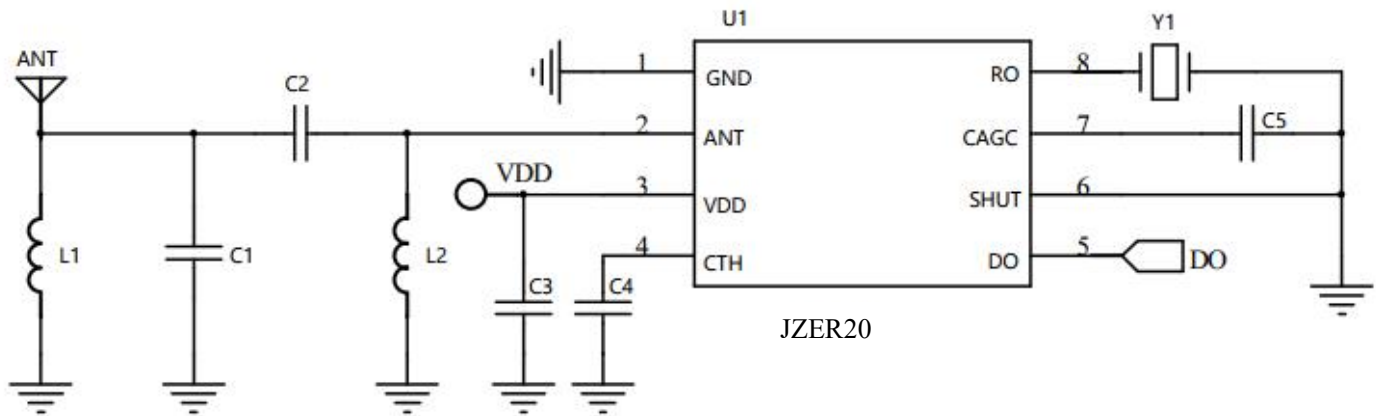 U1
Y1
ANT
C2
1
GND
RO
8
2
ANT
CAGC
7
C5
VDD
3
VDD
SHUT
6
L1
C1
L2
4
CTH
DO
5
DO
C3
C4
JZER20